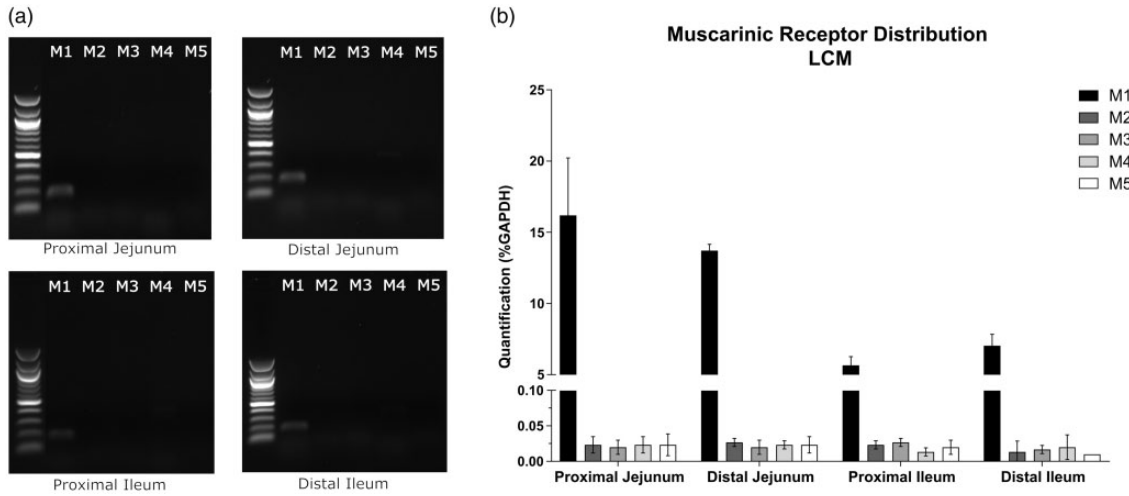 (a)
M1 M2 M3 M4 M5
Proximal Jejunum
M1 M2 M3 M4 M5
Distal Jejunum
M1 M2 M3 M4 M5
Proximal Ileum
M1 M2 M3 M4 M5
Distal Ileum
(b)
Muscarinic Receptor Distribution
LCM
Quantification (%GAPDH)
25
20
15
10
5
0.10
0.05
0.00
Proximal Jejunum Distal Jejunum Proximal Ileum Distal Ileum
M1
M2
M3
M4
M5